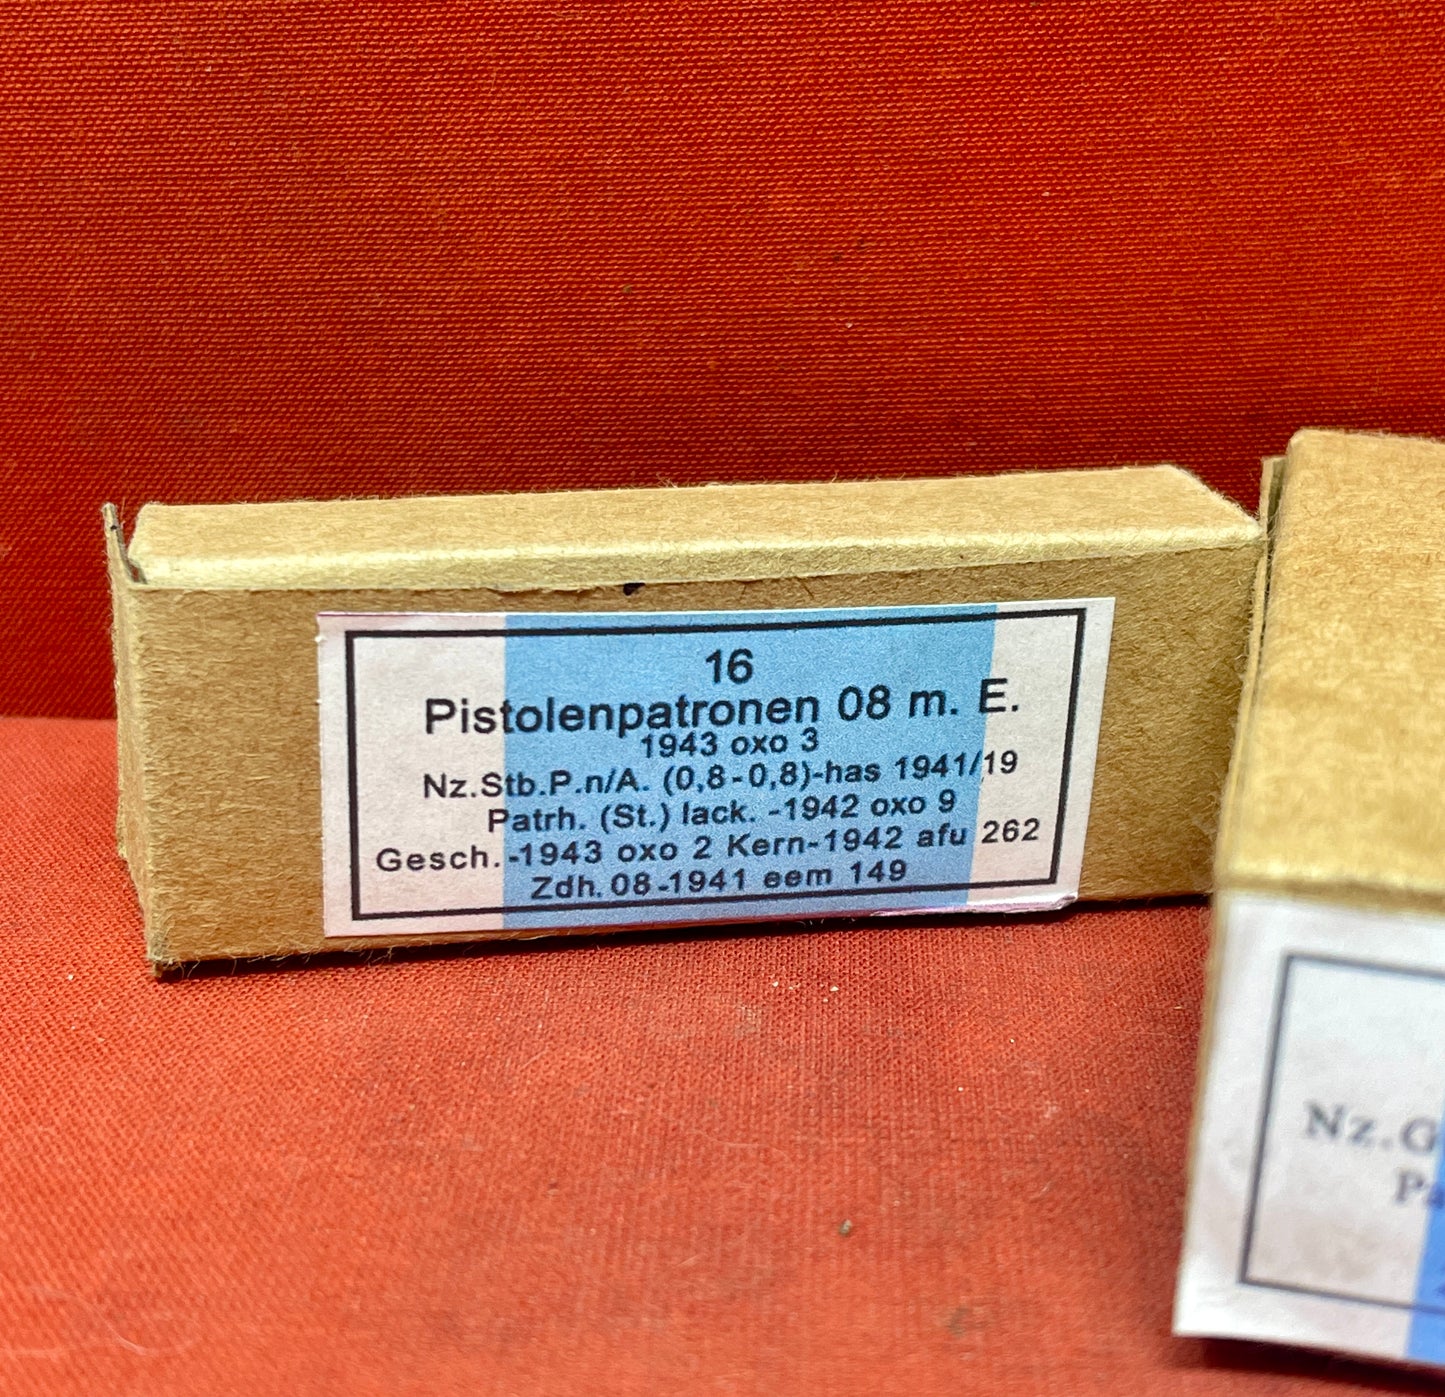 16
Pistolenpatronen 08 m. E.
1943 oxo 3
Nz.Stb.P.n/A. (0,8-0,8)-has 1941/19
Patrh. (St.) lack. -1942 oxo 9
Gesch.-1943 oxo 2 Kern-1942 afu 262
Zdh. 08-1941 eem 149
Nz.G